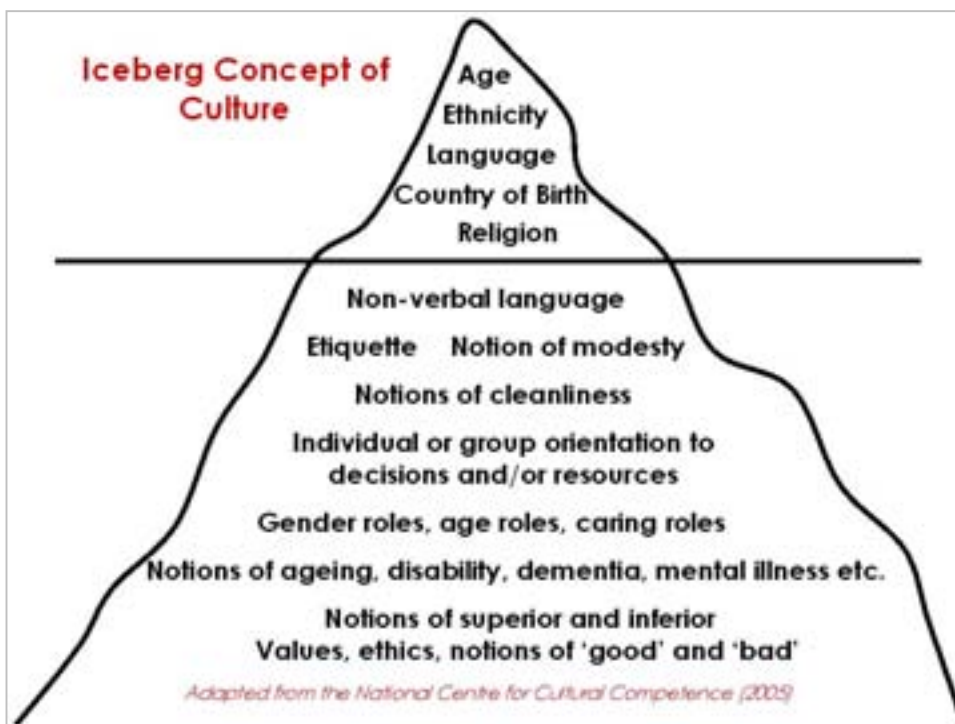 Iceberg Concept of
Culture
Age
Ethnicity
Language
Country of Birth
Religion
Non-verbal language
Etiquette Notion of modesty
Notions of cleanliness
Individual or group orientation to
decisions and/or resources
Gender roles, age roles, caring roles
Notions of ageing, disability, dementia, mental illness etc.
Notions of superior and inferior
Values, ethics, notions of ‘good’ and ‘bad’
Adapted from the National Centre for Cultural Competence (2005)